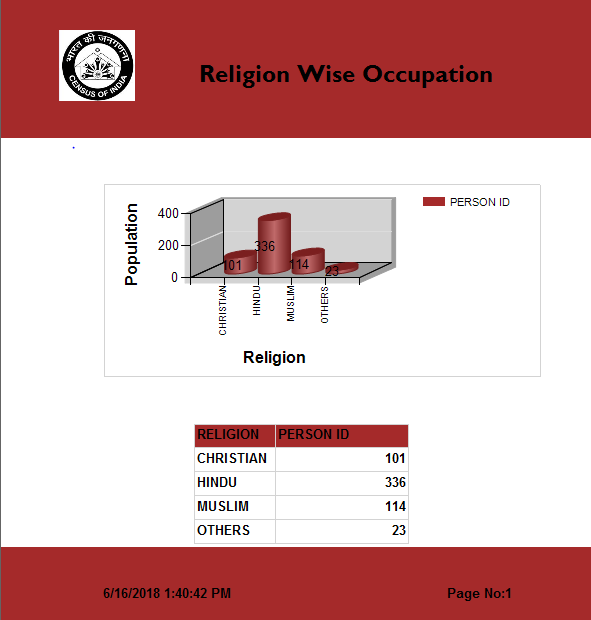 भारत की जनगणना
CENSUS OF INDIA
Religion Wise Occupation
PERSON ID
Population
400
200
0
101
336
114
23
CHRISTIAN
HINDU
MUSLIM
OTHERS
Religion
RELIGION PERSON ID
CHRISTIAN 101
HINDU 336
MUSLIM 114
OTHERS 23
6/16/2018 1:40:42 PM Page No:1